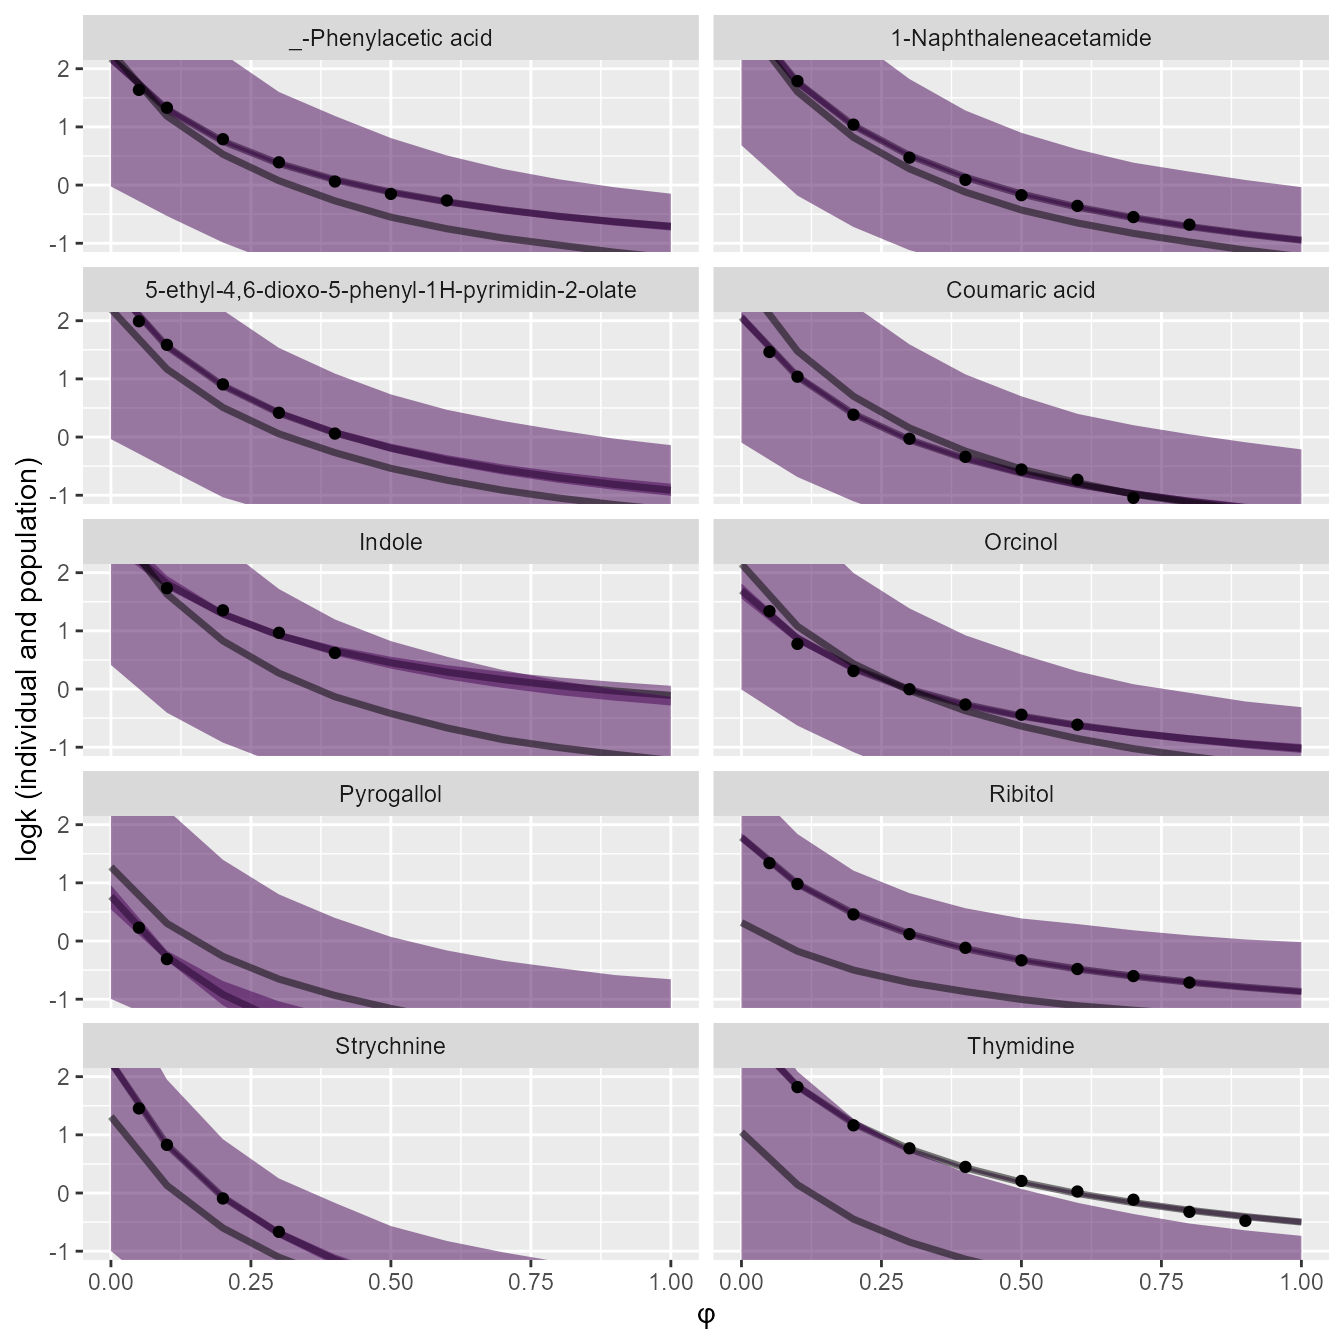 _-Phenylacetic acid
1-Naphthaleneacetamide
2
1
0
-1
5-ethyl-4,6-dioxo-5-phenyl-1H-pyrimidin-2-olate
Coumaric acid
2
1
0
-1
Indole
Orcinol
2
1
0
-1
Pyrogallol
Ribitol
2
1
0
-1
Strychnine
Thymidine
2
1
0
-1
0.00 0.25 0.50 0.75 1.00 0.00 0.25 0.50 0.75 1.00
φ
logk (individual and population)